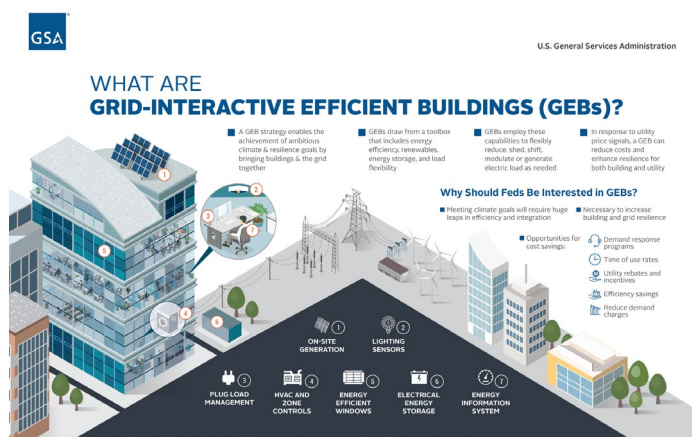 GSA
U.S. General Services Administration
WHAT ARE
GRID-INTERACTIVE EFFICIENT BUILDINGS (GEBs)?
A GEB strategy enables the
achievement of ambitious
climate & resilience goals by
bringing buildings & the grid
together
GEBs draw from a toolbox
that includes energy
efficiency, renewables,
energy storage, and load
flexibility
GEBs employ these
capabilities to flexibly
reduce, shed, shift,
modulate or generate
electric load as needed
In response to utility
price signals, a GEB can
reduce costs and
enhance resilience for
both building and utility
Why Should Feds Be Interested in GEBs?
Meeting climate goals will require huge
leaps in efficiency and integration
Necessary to increase
building and grid resilience
Opportunities for
cost savings:
Demand response
programs
Time of use rates
Utility rebates and
incentives
Efficiency savings
Reduce demand
charges
1
2
3
7
5
4
6
1
ON-SITE
GENERATION
2
LIGHTING
SENSORS
3
PLUG LOAD
MANAGEMENT
4
HVAC AND
ZONE
CONTROLS
5
ENERGY
EFFICIENT
WINDOWS
6
ELECTRICAL
ENERGY
STORAGE
7
ENERGY
INFORMATION
SYSTEM